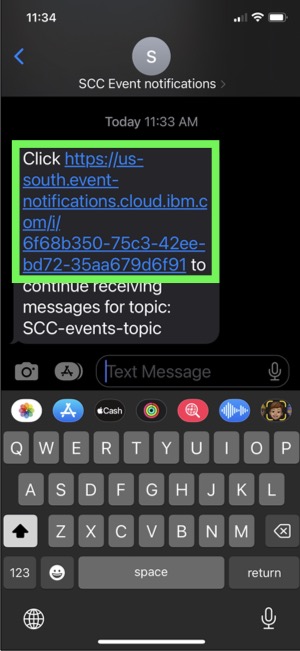 11:34
S
SCC Event notifications
Today 11:33 AM
Click https://us-
south.event-
notifications.cloud.ibm.c
om/i/
6f68b350-75c3-42ee-
bd72-35aa679d6f91 to
continue receiving
messages for topic:
SCC-events-topic
Text Message
Cash
Q W E R T Y U I O P
A S D F G H J K L
Z X C V B N M
123 space return